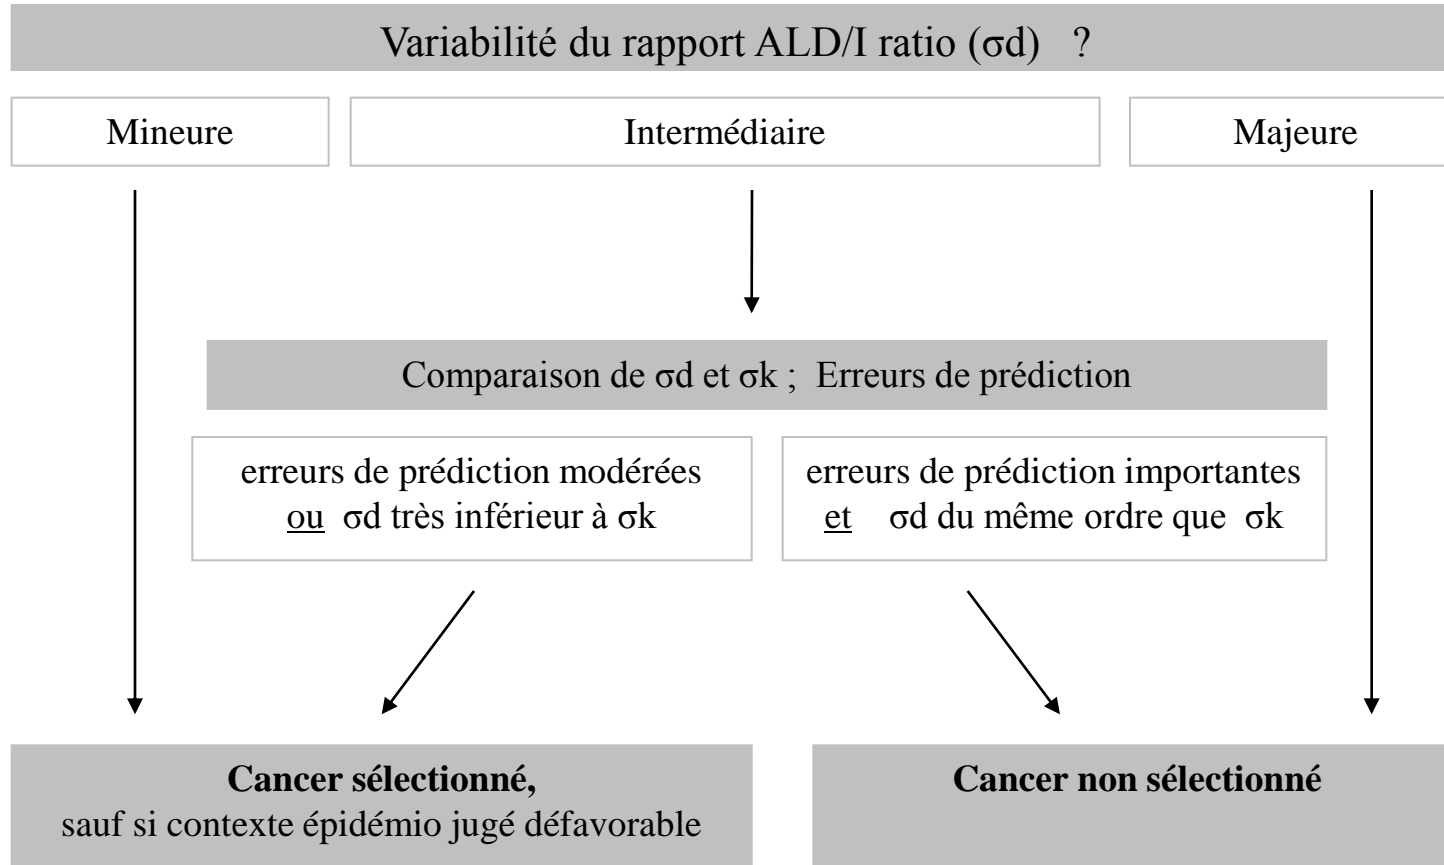 Variabilité du rapport ALD/I ratio (σd) ?
Mineure
Intermédiaire
Majeure
Comparaison de σd et σk ; Erreurs de prédiction
erreurs de prédiction modérées
ou σd très inférieur à σk
erreurs de prédiction importantes
et σd du même ordre que σk
Cancer sélectionné,
sauf si contexte épidémio jugé défavorable
Cancer non sélectionné